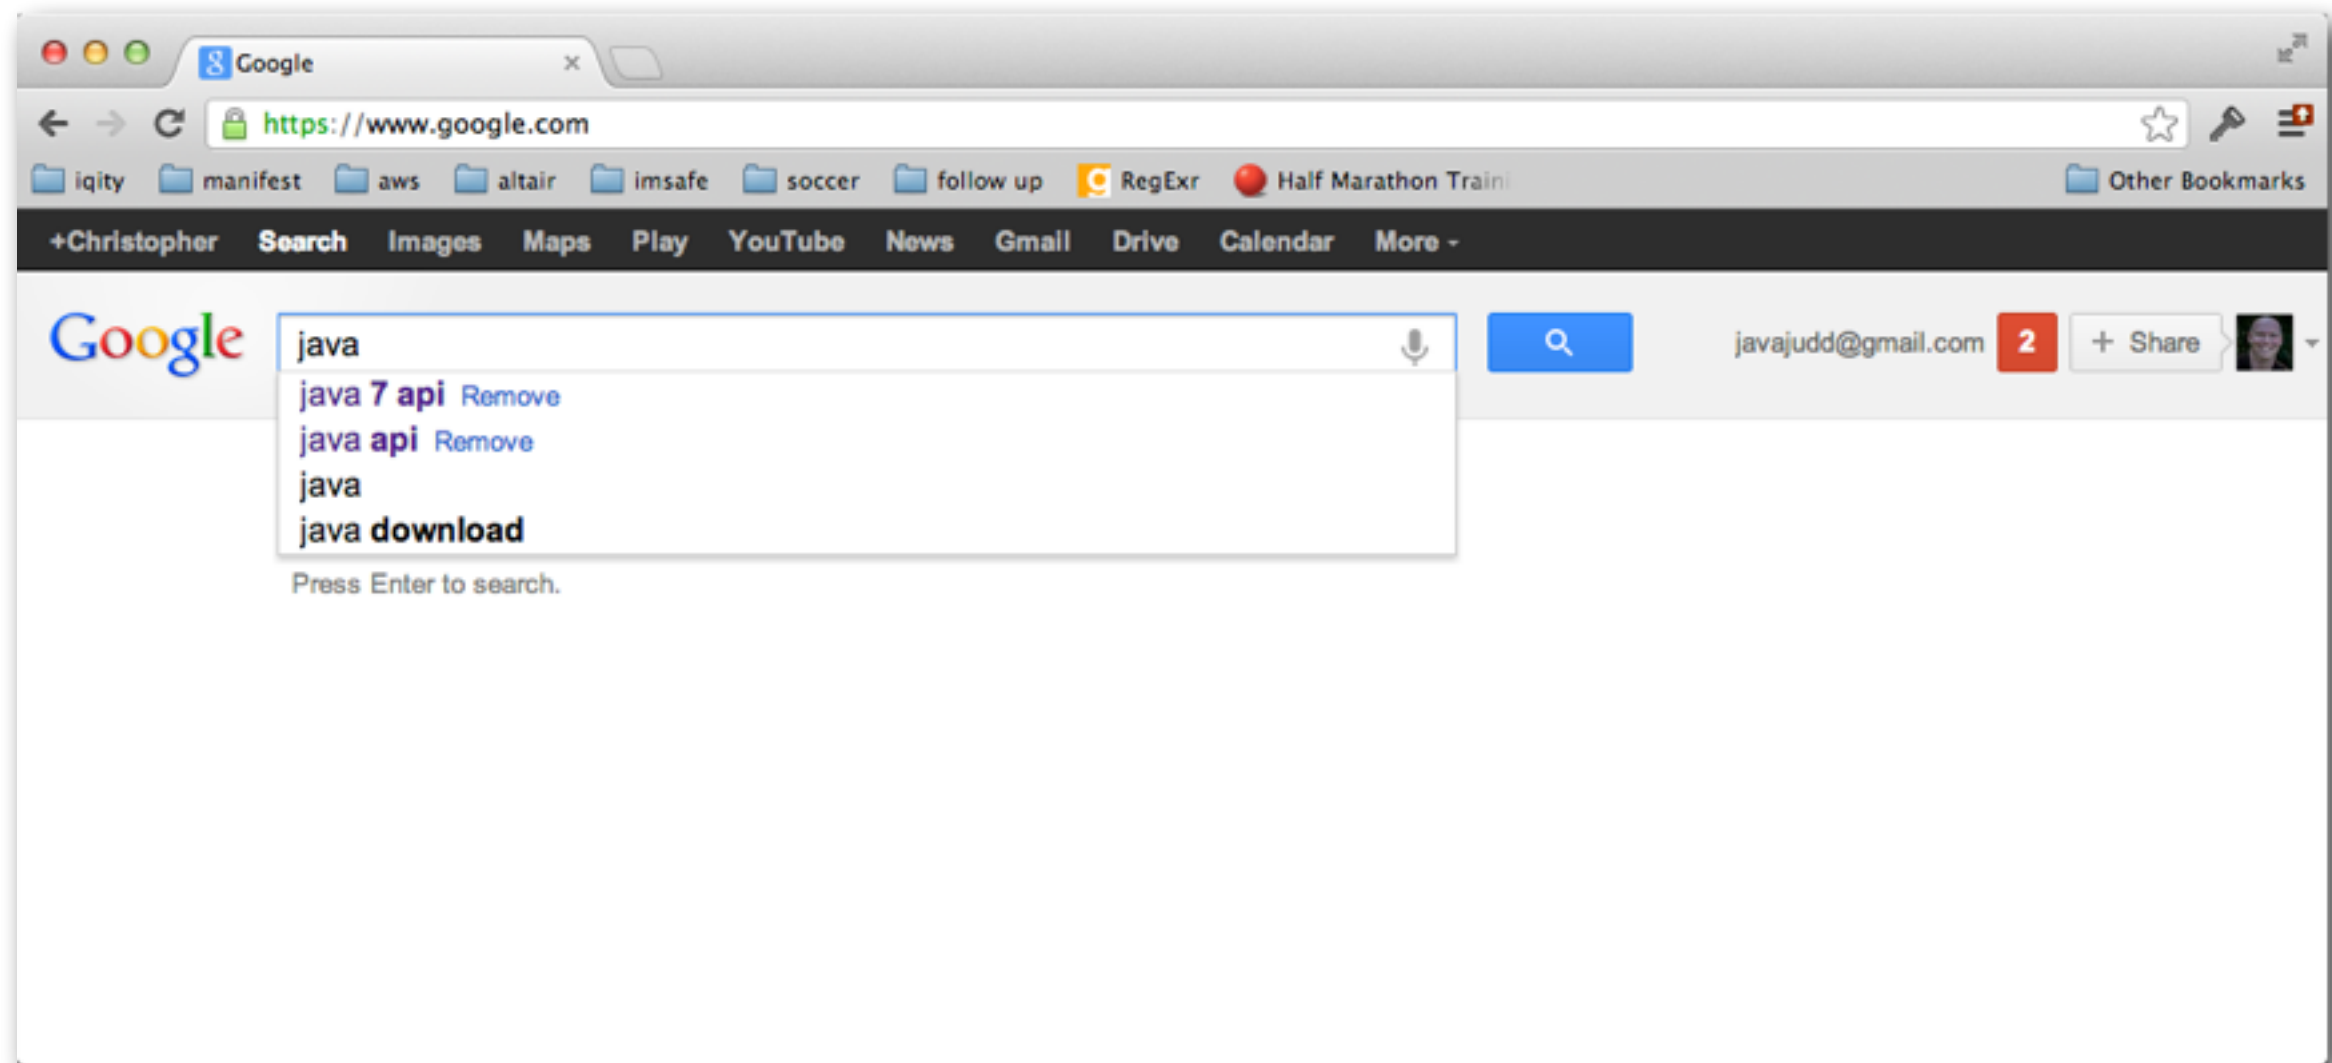 Google
https://www.google.com
iqity manifest aws altair imsafe soccer follow up RegExr Half Marathon Traini Other Bookmarks
+Christopher Search Images Maps Play YouTube News Gmail Drive Calendar More
Google java javajudd@gmail.com 2 + Share
java 7 api Remove
java api Remove
java
java download
Press Enter to search.